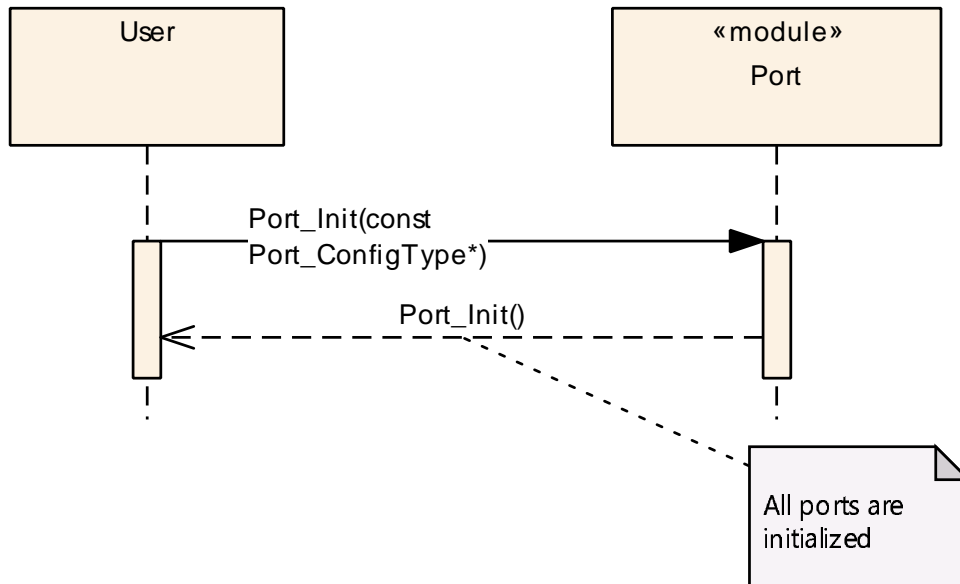 User
«module»
Port
Port_Init(const
Port_ConfigType*)
Port_Init()
All ports are
initialized